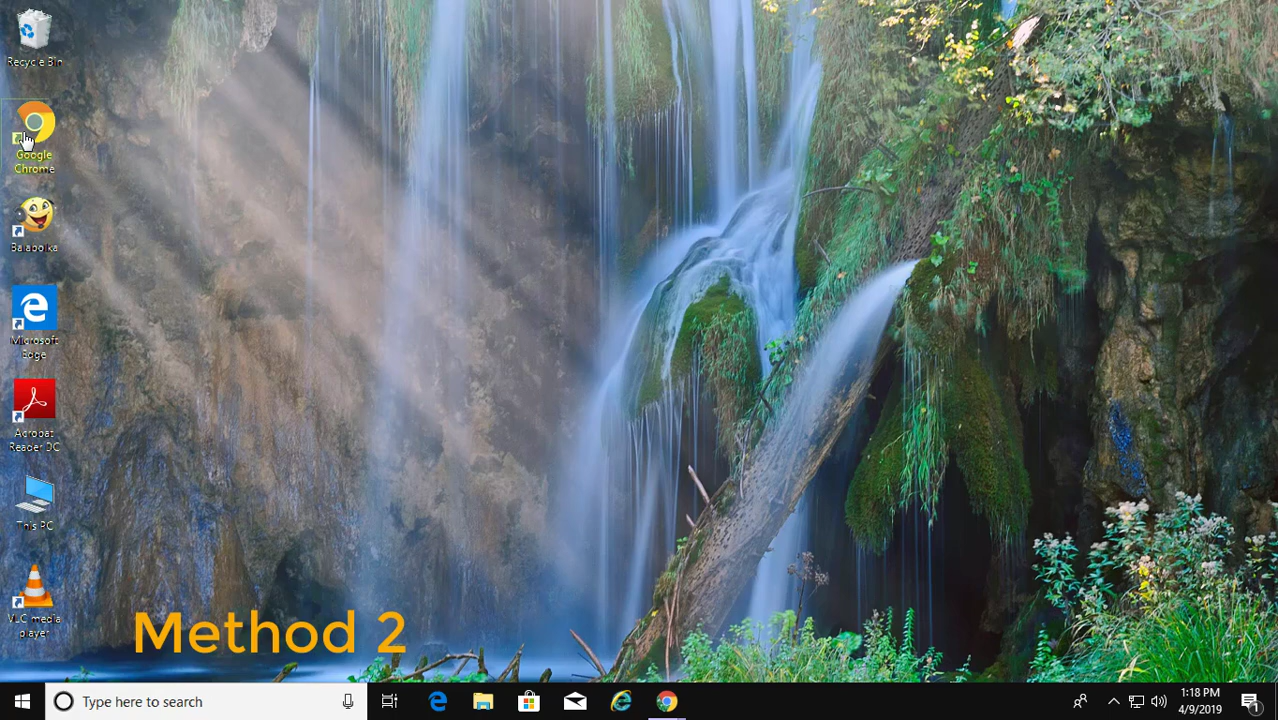 Recycle Bin
Google
Chrome
Balabolka
Microsoft
Edge
Acrobat
Reader DC
This PC
VLC media
player
Method 2
Type here to search
1:18 PM
4/9/2019
1